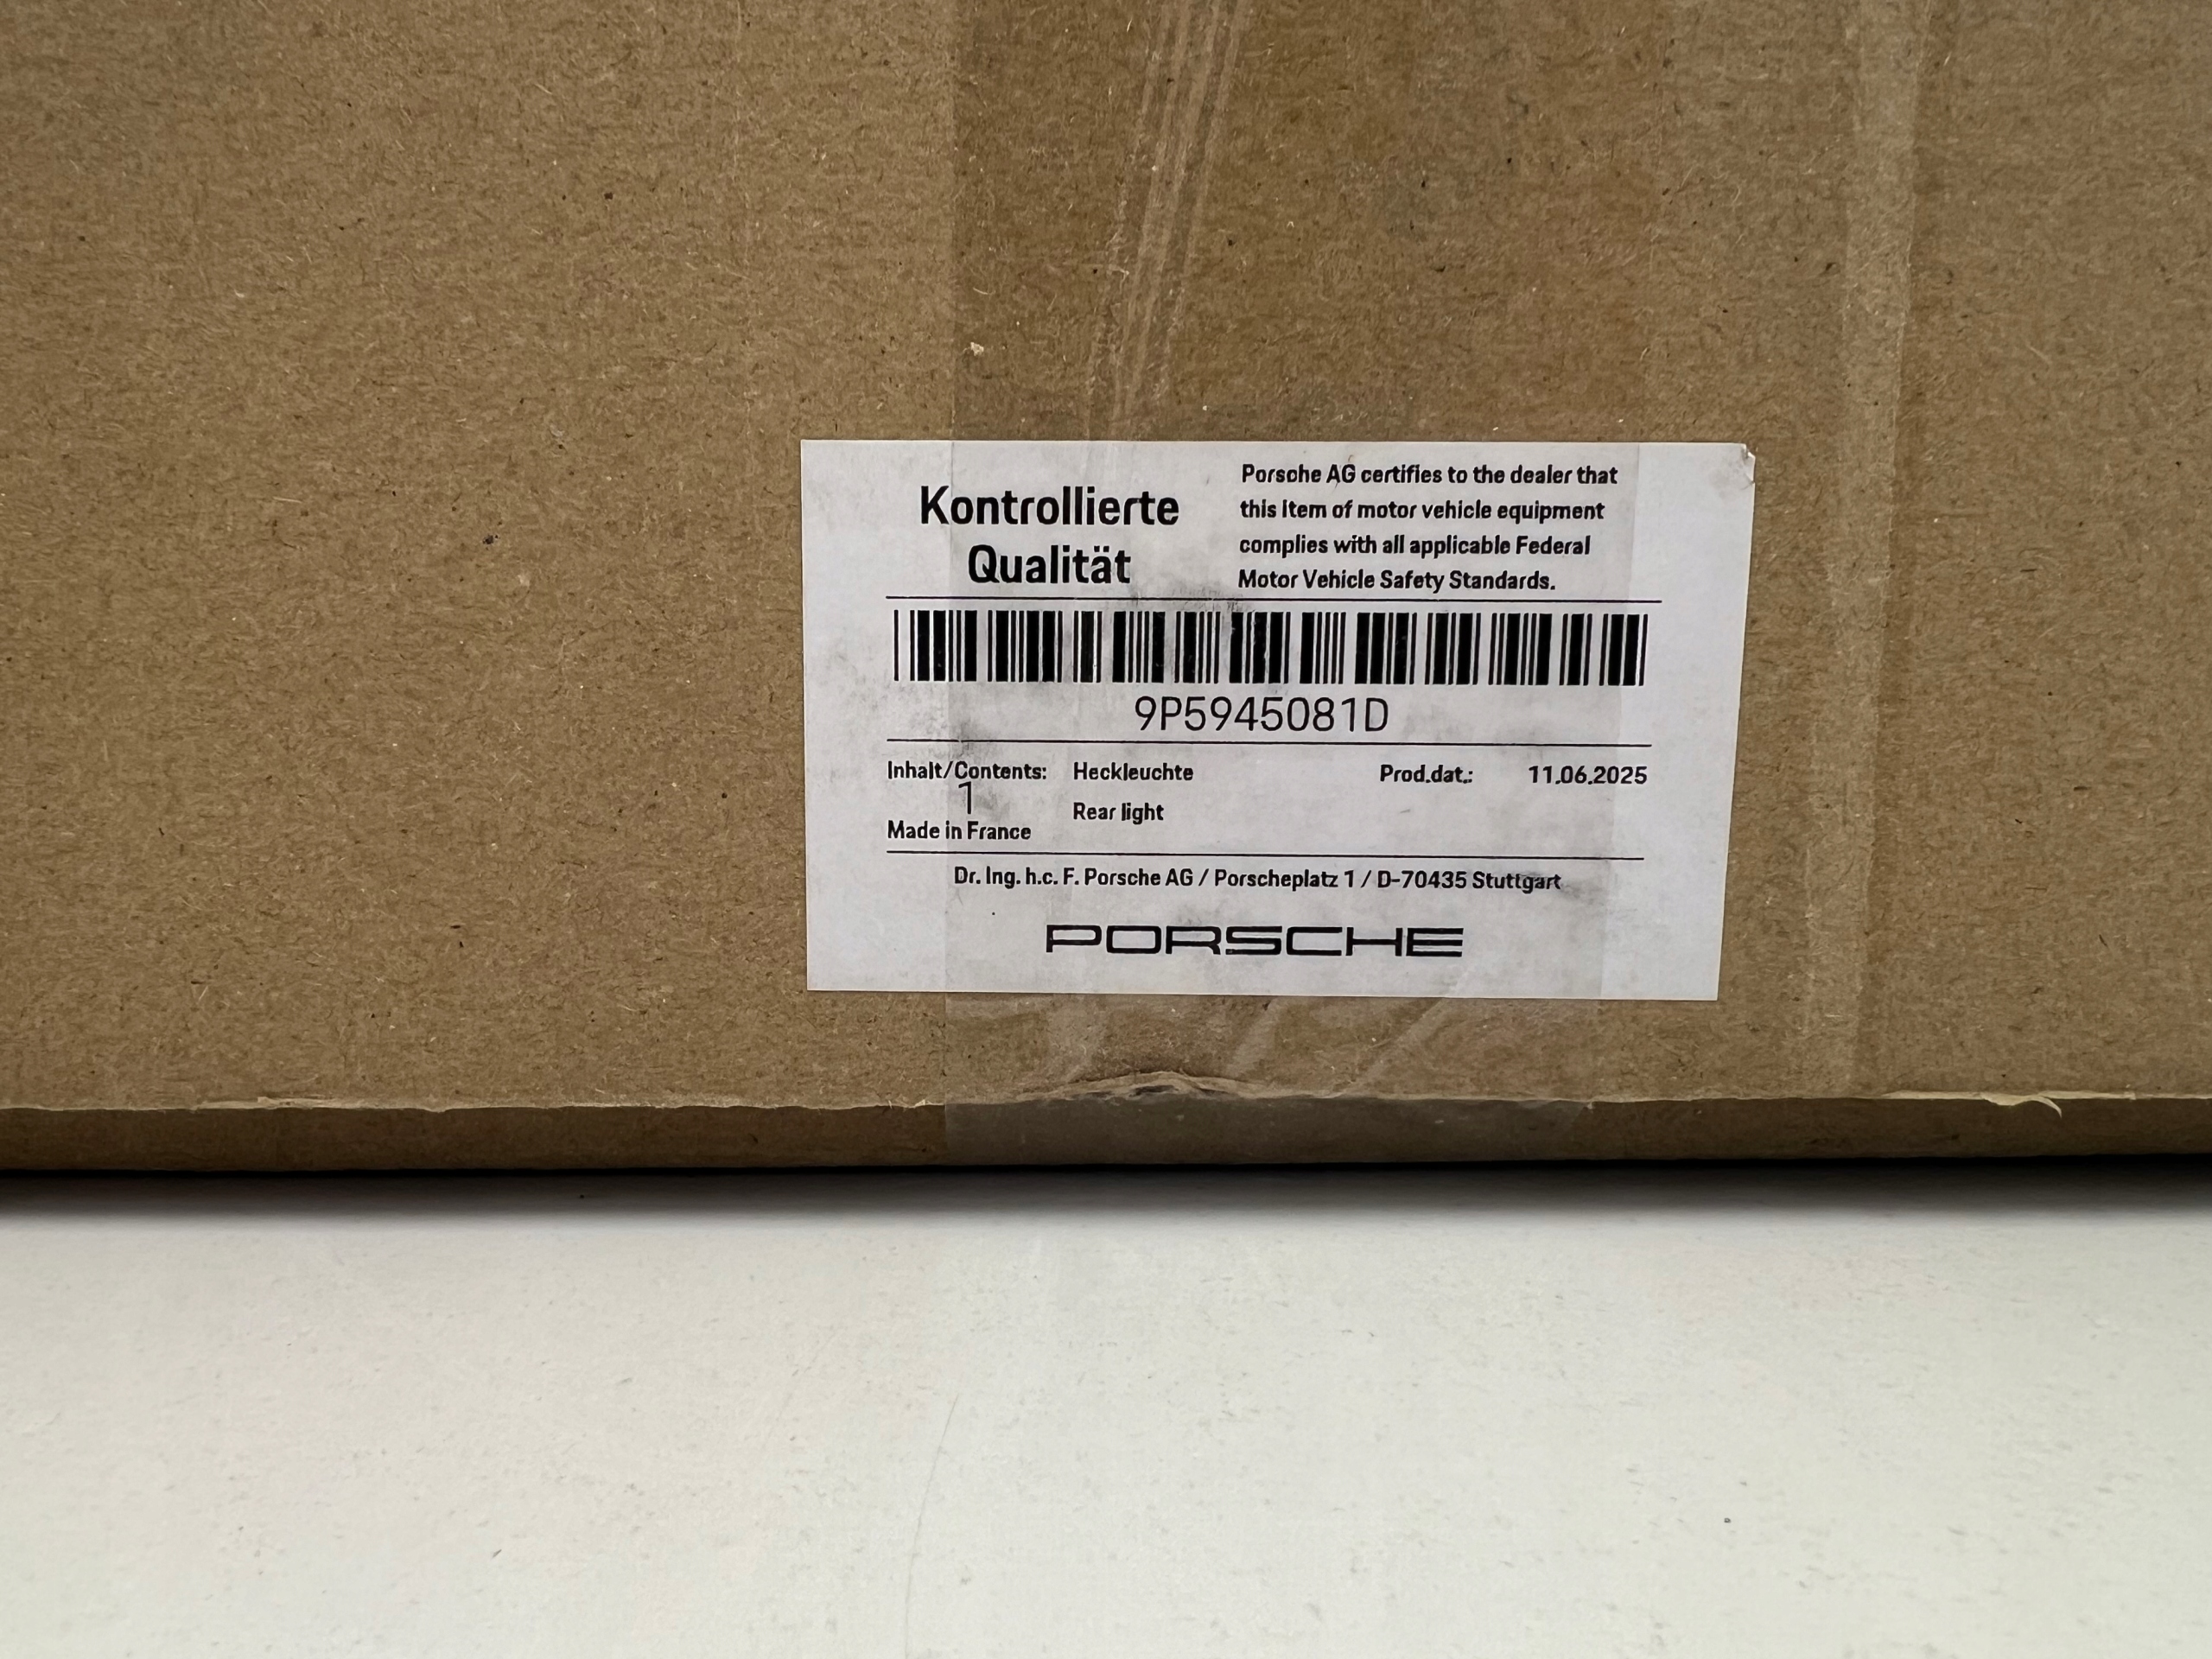 Kontrollierte
Qualität
Porsche AG certifies to the dealer that
this item of motor vehicle equipment
complies with all applicable Federal
Motor Vehicle Safety Standards.
9P5945081D
Inhalt/Contents: Heckleuchte Prod.dat.: 11.06.2025
1
Rear light
Made in France
Dr. Ing. h.c. F. Porsche AG / Porscheplatz 1 / D-70435 Stuttgart
PORSCHE